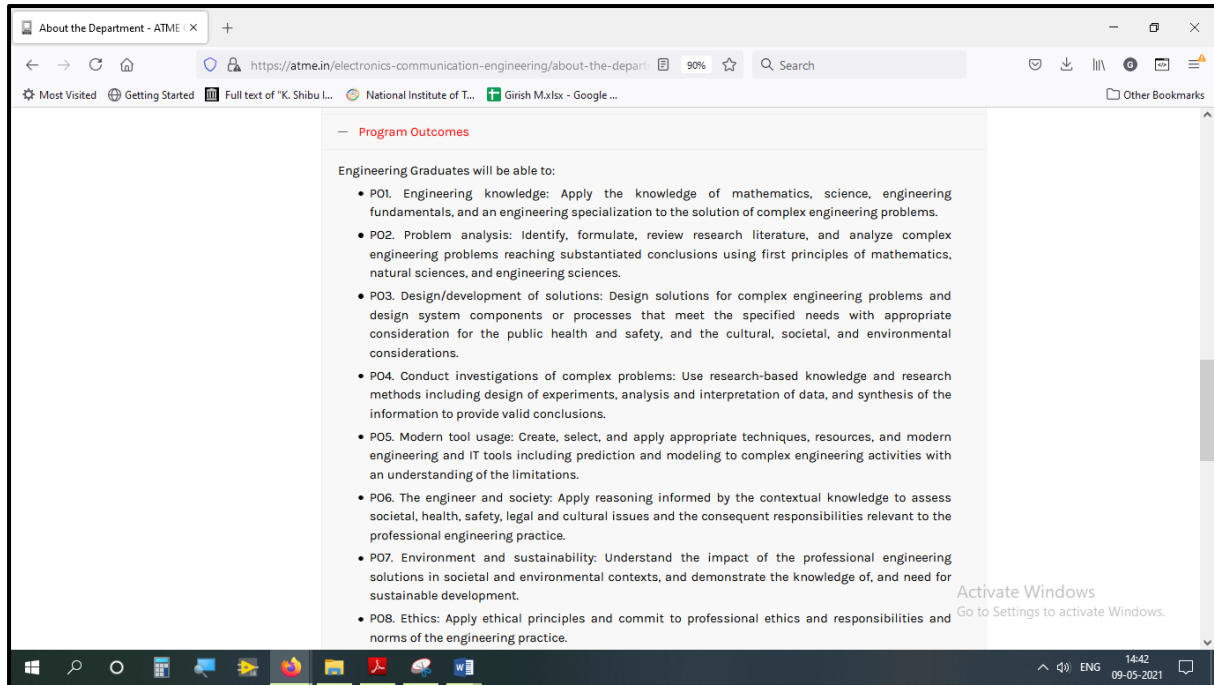 About the Department - ATME C
https://atme.in/electronics-communication-engineering/about-the-depart
90%
Search
Most Visited
Getting Started
Full text of "K. Shibu l...
National Institute of T...
Girish M.xlsx - Google ...
Other Bookmarks
— Program Outcomes
Engineering Graduates will be able to:
• PO1. Engineering knowledge: Apply the knowledge of mathematics, science, engineering
fundamentals, and an engineering specialization to the solution of complex engineering problems.
• PO2. Problem analysis: Identify, formulate, review research literature, and analyze complex
engineering problems reaching substantiated conclusions using first principles of mathematics,
natural sciences, and engineering sciences.
• PO3. Design/development of solutions: Design solutions for complex engineering problems and
design system components or processes that meet the specified needs with appropriate
consideration for the public health and safety, and the cultural, societal, and environmental
considerations.
• PO4. Conduct investigations of complex problems: Use research-based knowledge and research
methods including design of experiments, analysis and interpretation of data, and synthesis of the
information to provide valid conclusions.
• PO5. Modern tool usage: Create, select, and apply appropriate techniques, resources, and modern
engineering and IT tools including prediction and modeling to complex engineering activities with
an understanding of the limitations.
• PO6. The engineer and society: Apply reasoning informed by the contextual knowledge to assess
societal, health, safety, legal and cultural issues and the consequent responsibilities relevant to the
professional engineering practice.
• PO7. Environment and sustainability: Understand the impact of the professional engineering
solutions in societal and environmental contexts, and demonstrate the knowledge of, and need for
sustainable development.
• PO8. Ethics: Apply ethical principles and commit to professional ethics and responsibilities and
norms of the engineering practice.
Activate Windows
Go to Settings to activate Windows.
ENG
14:42
09-05-2021